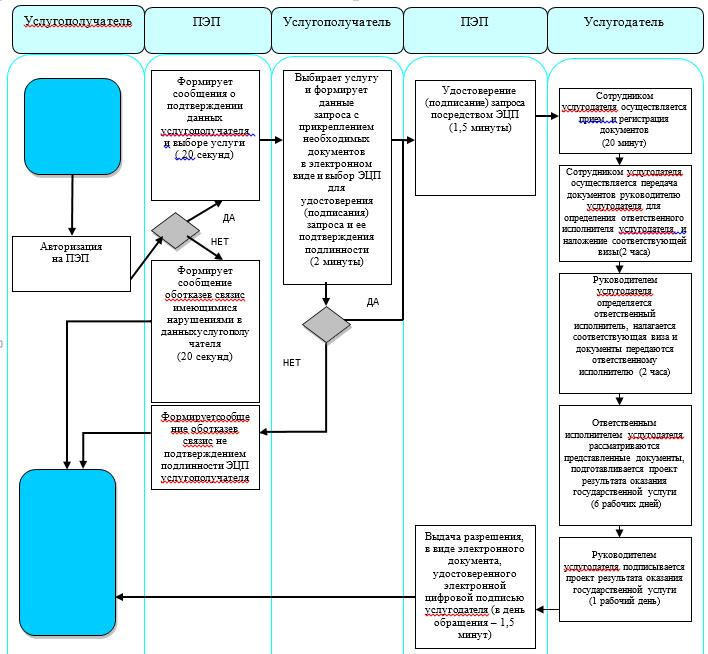 Услугополучатель
ПЭП
Услугополучатель
ПЭП
Услугодатель
Авторизация
на ПЭП
Формирует
сообщения о
подтверждении
данных
услугополучателя
и выборе услуги
(20 секунд)
ДА
НЕТ
Формирует
сообщение
оботказев связис
имеющимися
нарушениями в
данныхуслугополу
чателя
(20 секунд)
Формируетсообще
ние оботказев
связис не
подтверждением
подлинности ЭЦП
услугополучателя
Выбирает услугу
и формирует
данные
запроса с
прикреплением
необходимых
документов
в электронном
виде и выбор ЭЦП
для
удостоверения
(подписания)
запроса и ее
подтверждения
подлинности
(2 минуты)
ДА
НЕТ
Удостоверение
(подписание) запроса
посредством ЭЦП
(1,5 минуты)
Сотрудником
услугодателя осуществляется
прием и регистрация
документов
(20 минут)
Сотрудником услугодателя
осуществляется передача
документов руководителю
услугодателя для
определения ответственного
исполнителя услугодателя и
наложение соответствующей
визы(2 часа)
Руководителем
услугодателя
определяется
ответственный
исполнитель, налагается
соответствующая виза и
документы передаются
ответственному
исполнителю (2 часа)
Ответственным
исполнителем услугодателя
рассматриваются
представленные документы,
подготавливается проект
результата оказания
государственной услуги
(6 рабочих дней)
Руководителем
услугодателя подписывается
проект результата оказания
государственной услуги
(1 рабочий день)
Выдача разрешения,
в виде электронного
документа,
удостоверенного
электронной
цифровой подписью
услугодателя (в день
обращения – 1,5
минут)